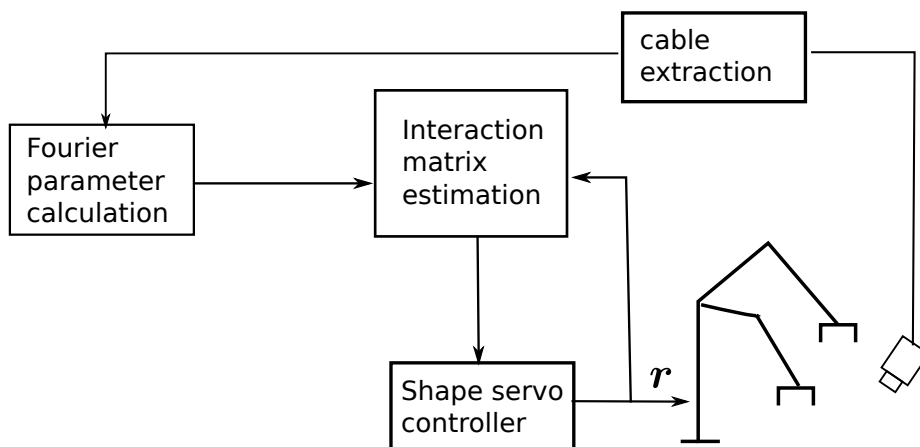 cable
extraction
Fourier
parameter
calculation
Interaction
matrix
estimation
Shape servo
controller
r